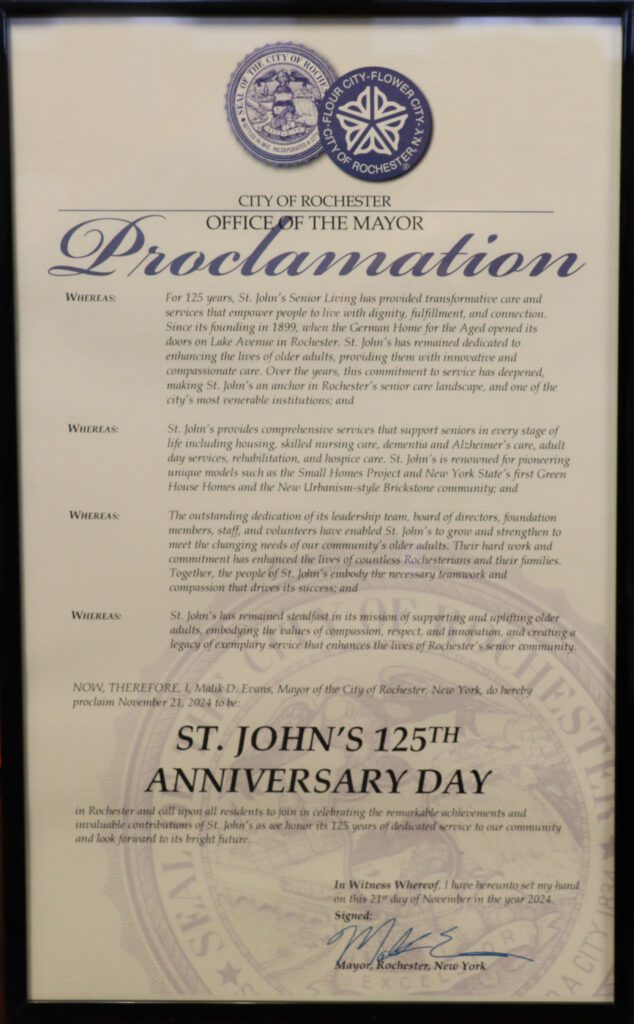 SEAL OF THE CITY OF ROCHE
FLOUR CITY-FLOWER CITY-
CITY OF ROCHESTER, N.Y.
CITY OF ROCHESTER
OFFICE OF THE MAYOR
Proclamation
WHEREAS: For 125 years, St. John's Senior Living has provided transformative care and
services that empower people to live with dignity, fulfillment, and connection.
Since its founding in 1899, when the German Home for the Aged opened its
doors on Lake Avenue in Rochester. St. John's has remained dedicated to
enhancing the lives of older adults, providing them with innovative and
compassionate care. Over the years, this commitment to service has deepened,
making St. John's an anchor in Rochester's senior care landscape, and one of the
city's most venerable institutions; and
WHEREAS: St. John's provides comprehensive services that support seniors in every stage of
life including housing, skilled nursing care, dementia and Alzheimer's care, adult
day services, rehabilitation, and hospice care. St. John's is renowned for pioneering
unique models such as the Small Homes Project and New York State's first Green
House Homes and the New Urbanism-style Brickstone community; and
WHEREAS: The outstanding dedication of its leadership team, board of directors, foundation
members, staff, and volunteers have enabled St. John's to grow and strengthen to
meet the changing needs of our community's older adults. Their hard work and
commitment has enhanced the lives of countless Rochesterians and their families.
Together, the people of St. John's embody the necessary teamwork and
compassion that drives its success; and
WHEREAS: St. John's has remained steadfast in its mission of supporting and uplifting older
adults, embodying the values of compassion, respect, and innovation, and creating a
legacy of exemplary service that enhances the lives of Rochester's senior community.
NOW, THEREFORE, I, Malik D. Evans, Mayor of the City of Rochester, New York, do hereby
proclaim November 21, 2024 to be:
ST. JOHN'S 125TH
ANNIVERSARY DAY
in Rochester and call upon all residents to join in celebrating the remarkable achievements and
invaluable contributions of St. John's as we honor its 125 years of dedicated service to our community
and look forward to its bright future.
In Witness Whereof, I have hereunto set my hand
on this 21st day of November in the year 2024.
Signed:
Mayor, Rochester, New York